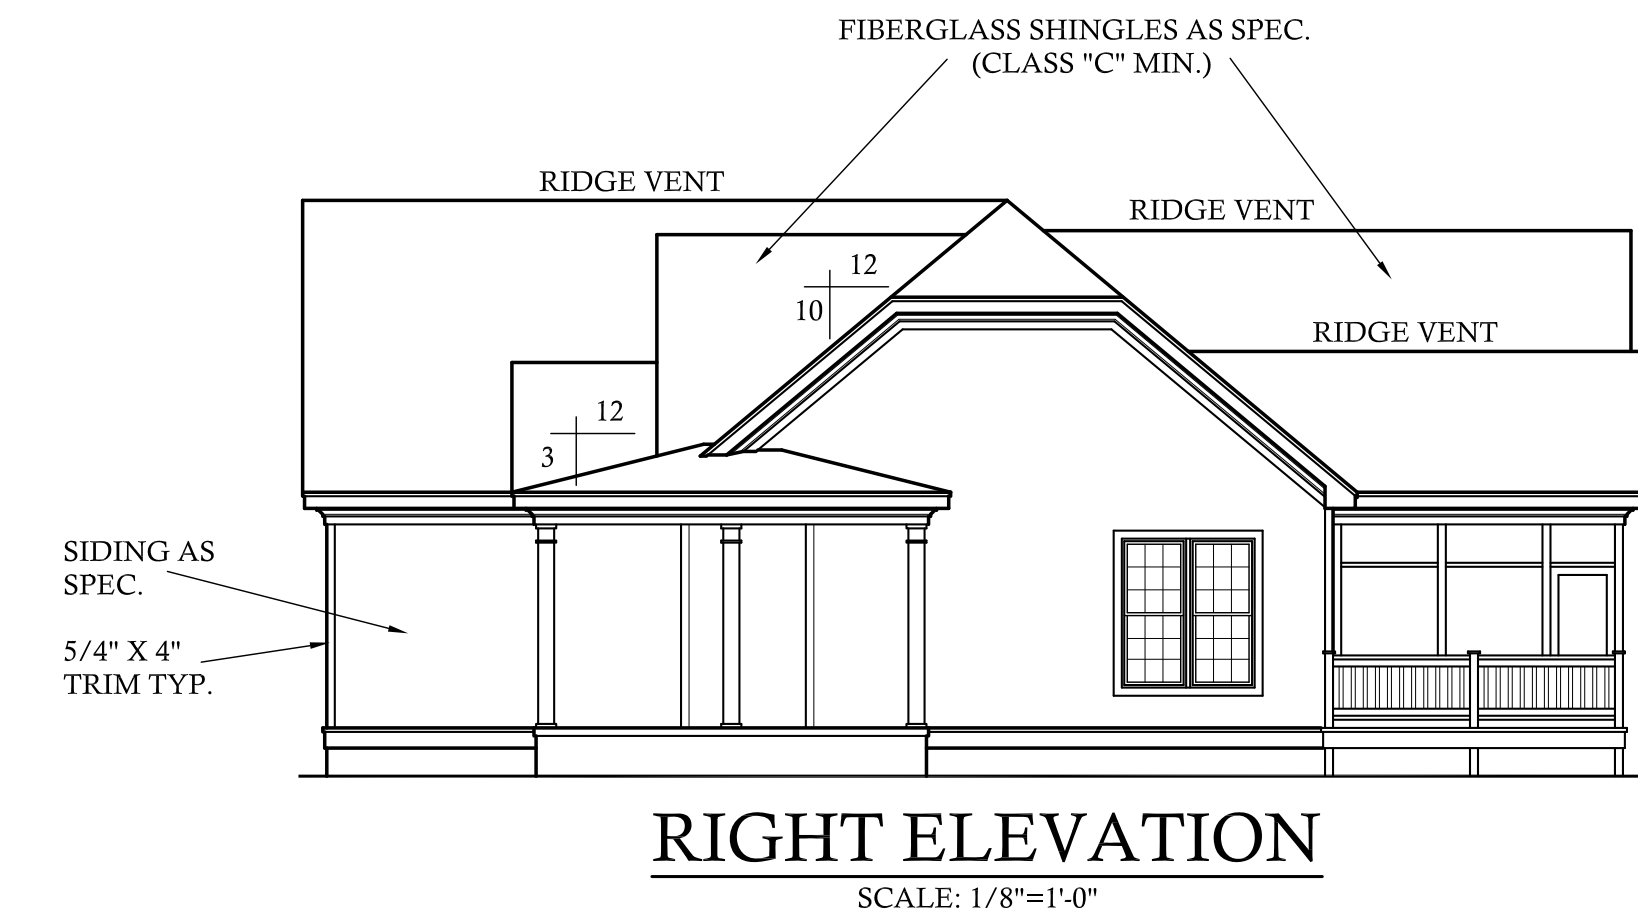 FIBERGLASS SHINGLES AS SPEC.
(CLASS "C" MIN.)
RIDGE VENT
RIDGE VENT
12
10
RIDGE VENT
12
3
SIDING AS
SPEC.
5/4" X 4"
TRIM TYP.
RIGHT ELEVATION
SCALE: 1/8"=1'-0"